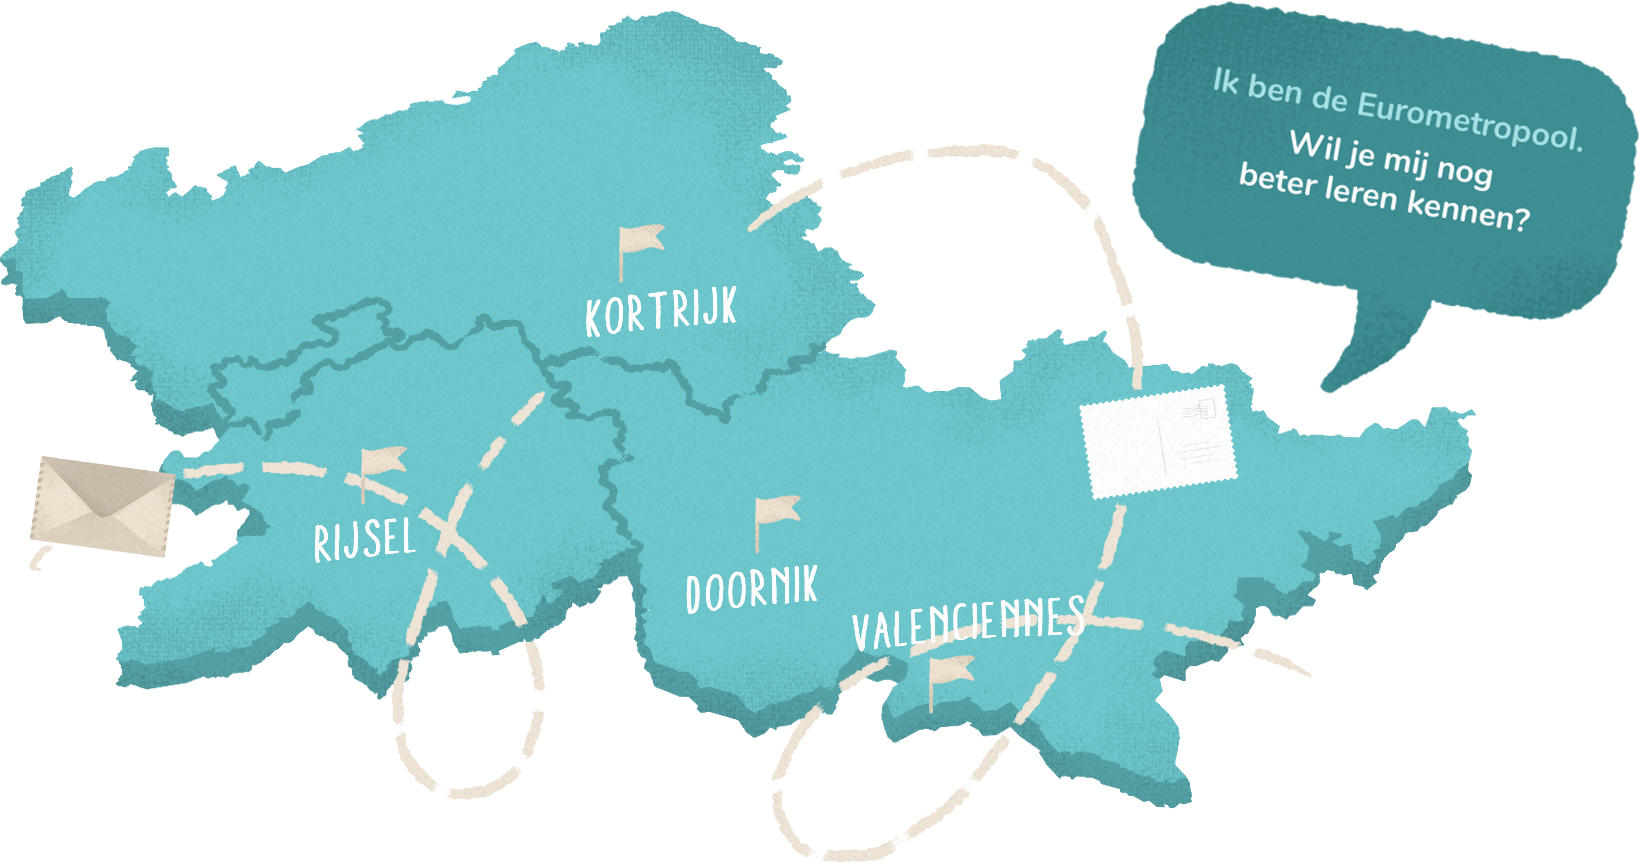 Ik ben de Eurometropool.
Wil je mij nog
beter leren kennen?
KORTRIJK
RIJSEL
DOORNIK
VALENCIENNES